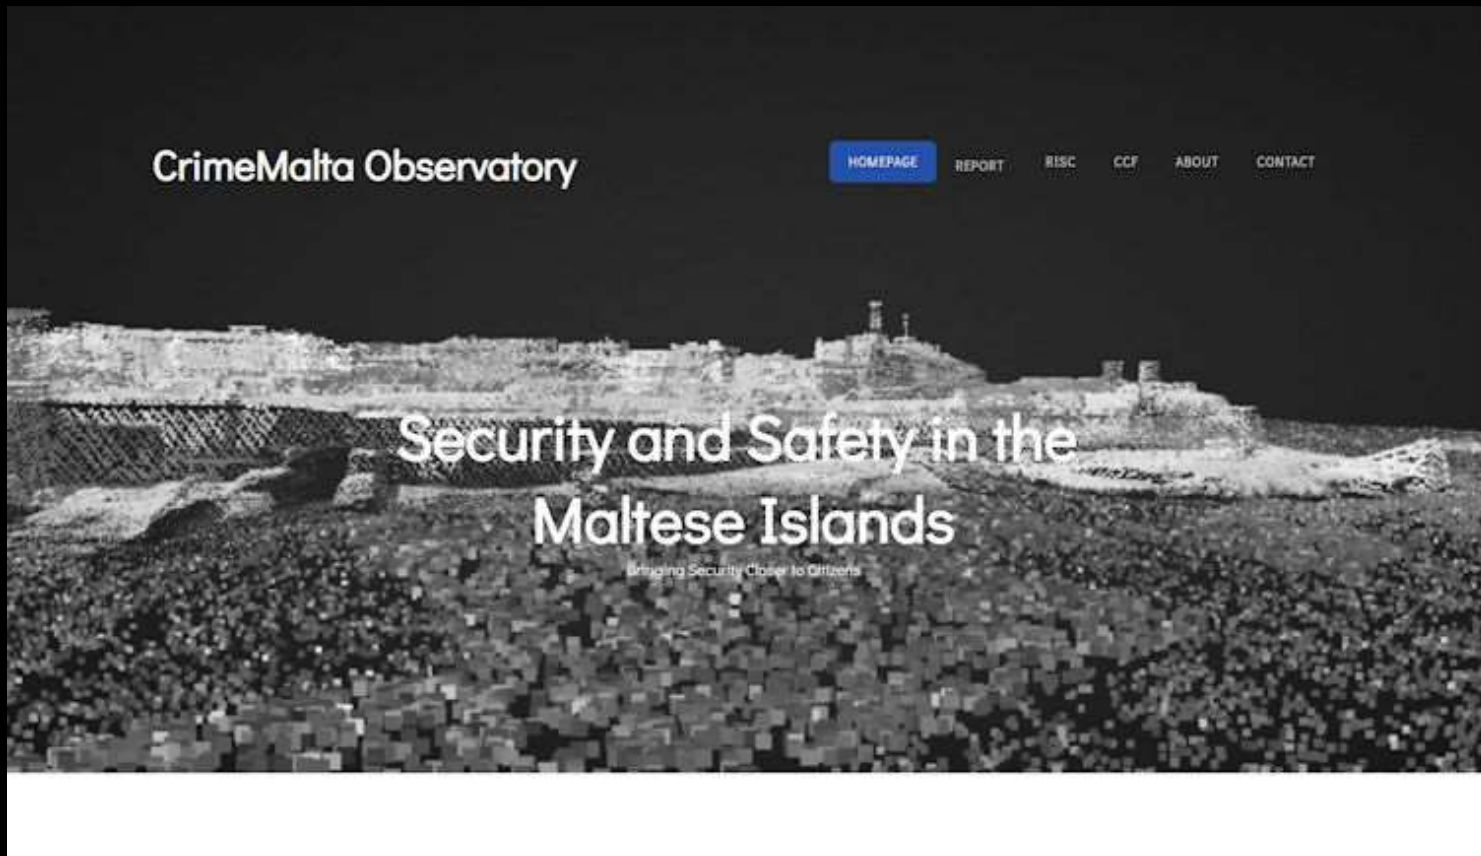 CrimeMalta Observatory
HOMEPAGE REPORT RISC CCF ABOUT CONTACT
Security and Safety in the
Maltese Islands
Bringing Security Closer to Citizens